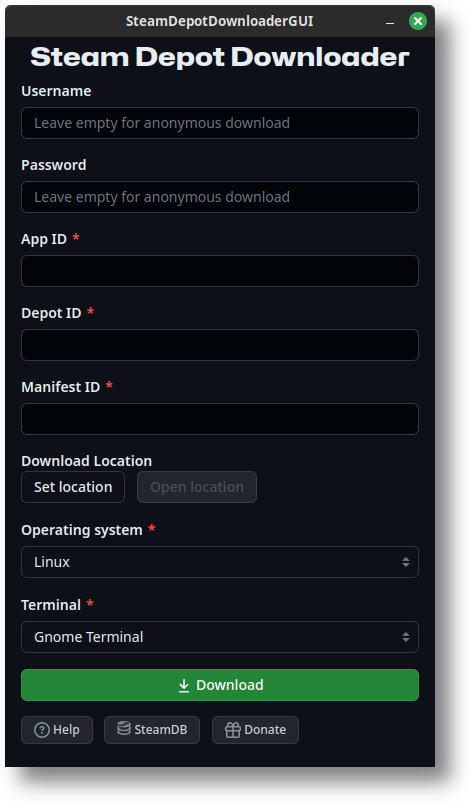 SteamDepotDownloaderGUI
Steam Depot Downloader
Username
Leave empty for anonymous download
Password
Leave empty for anonymous download
App ID *
Depot ID *
Manifest ID *
Download Location
Set location Open location
Operating system *
Linux
Terminal *
Gnome Terminal
Download
Help SteamDB Donate